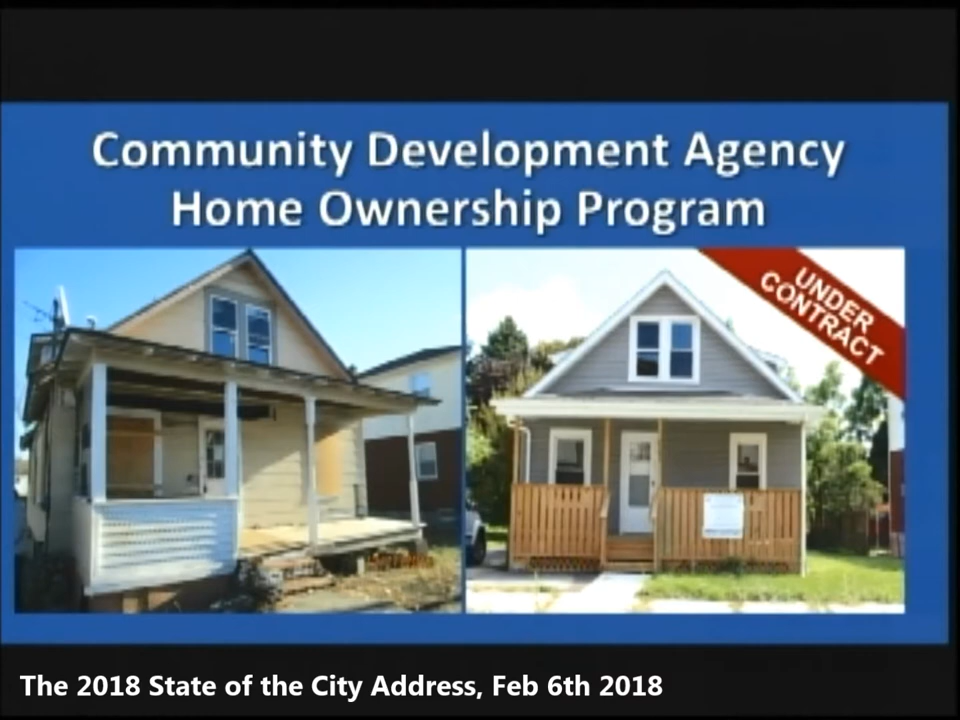 Community Development Agency
Home Ownership Program
UNDER
CONTRACT
The 2018 State of the City Address, Feb 6th 2018